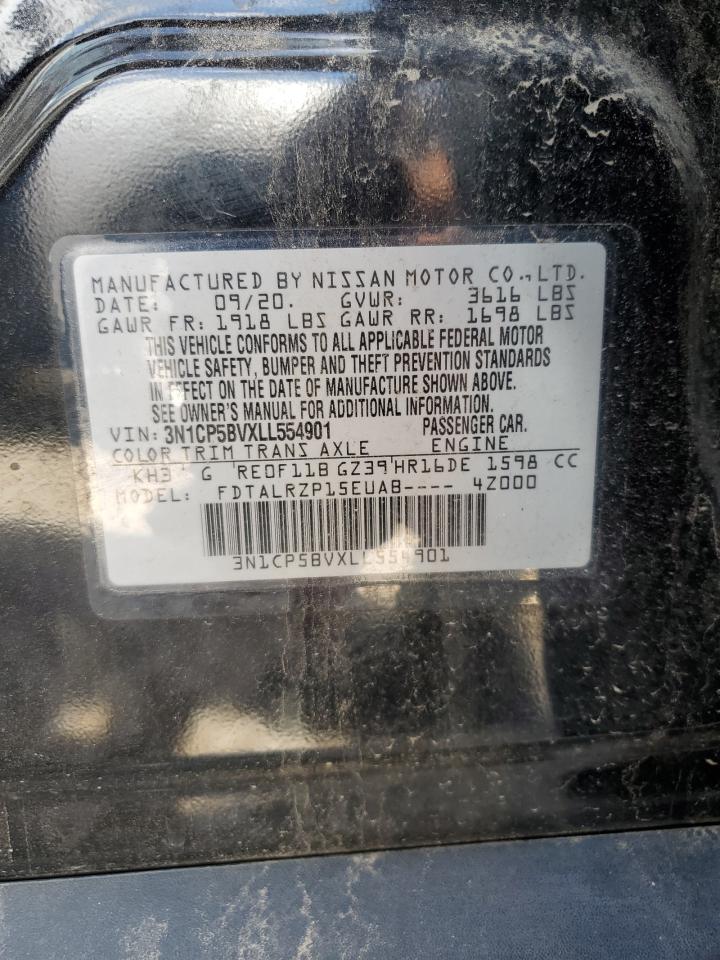 MANUFACTURED BY NISSAN MOTOR CO., LTD.
DATE: 09/20. GVWR: 3616 LBS
GAWR FR: 1918 LBS GAWR RR: 1698 LBS
THIS VEHICLE CONFORMS TO ALL APPLICABLE FEDERAL MOTOR
VEHICLE SAFETY, BUMPER AND THEFT PREVENTION STANDARDS
IN EFFECT ON THE DATE OF MANUFACTURE SHOWN ABOVE.
SEE OWNER'S MANUAL FOR ADDITIONAL INFORMATION.
VIN: 3N1CP5BVXLL554901 PASSENGER CAR.
COLOR TRIM TRANS AXLE ENGINE
KH3 G RE0F11B GZ39 HR16DE 1598 CC
MODEL: FDTALRZP15EUAB---- 4Z000
3N1CP5BVXLL554901